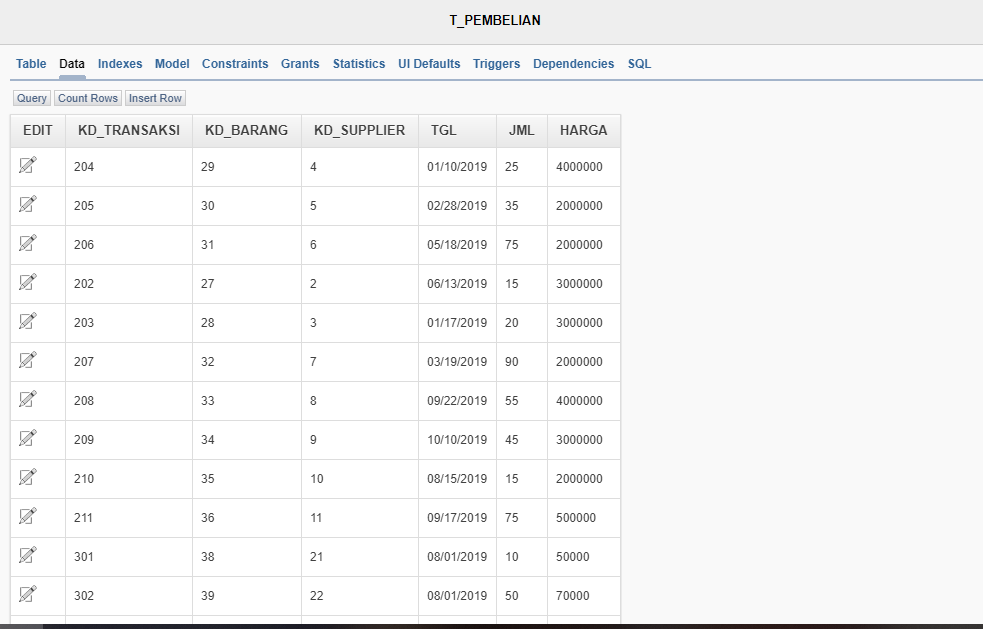 T_PEMBELIAN
Table Data Indexes Model Constraints Grants Statistics UI Defaults Triggers Dependencies SQL
Query Count Rows Insert Row
EDIT KD_TRANSAKSI KD_BARANG KD_SUPPLIER TGL JML HARGA
204 29 4 01/10/2019 25 4000000
205 30 5 02/28/2019 35 2000000
206 31 6 05/18/2019 75 2000000
202 27 2 06/13/2019 15 3000000
203 28 3 01/17/2019 20 3000000
207 32 7 03/19/2019 90 2000000
208 33 8 09/22/2019 55 4000000
209 34 9 10/10/2019 45 3000000
210 35 10 08/15/2019 15 2000000
211 36 11 09/17/2019 75 500000
301 38 21 08/01/2019 10 50000
302 39 22 08/01/2019 50 70000